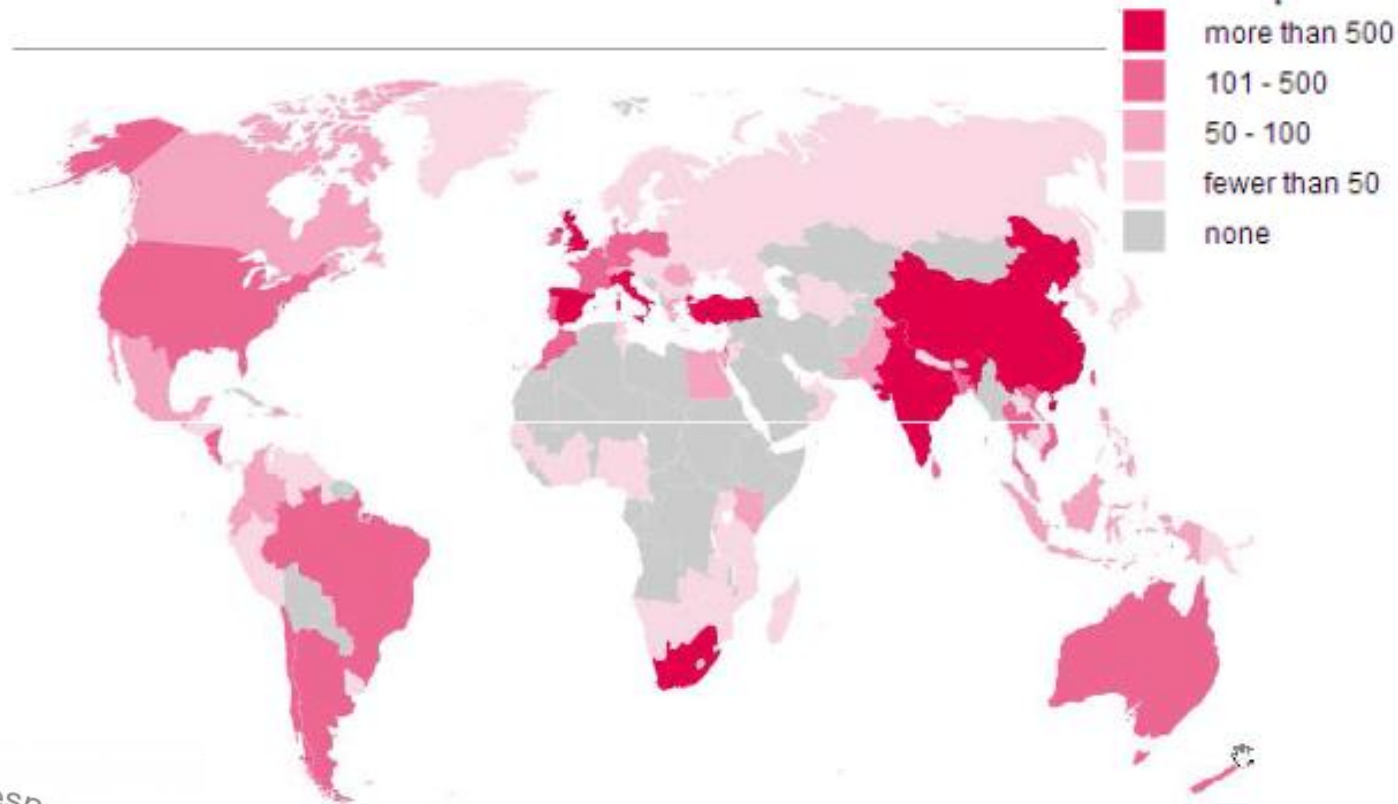 more than 500
101 - 500
50 - 100
fewer than 50
none